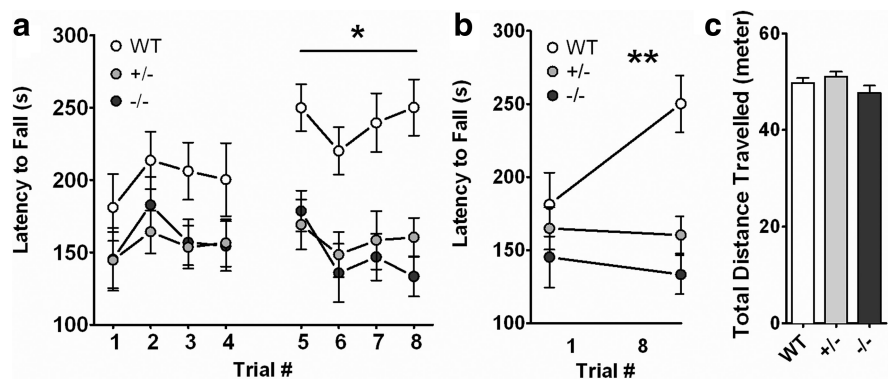 a
300
250
200
150
100
Latency to Fall (s)
WT
+/-
-/-
*
1 2 3 4 5 6 7 8
Trial #
b
300
250
200
150
100
Latency to Fall (s)
WT
+/-
-/-
**
1 8
Trial #
c
60
40
20
0
Total Distance Travelled (meter)
WT +/- -/-